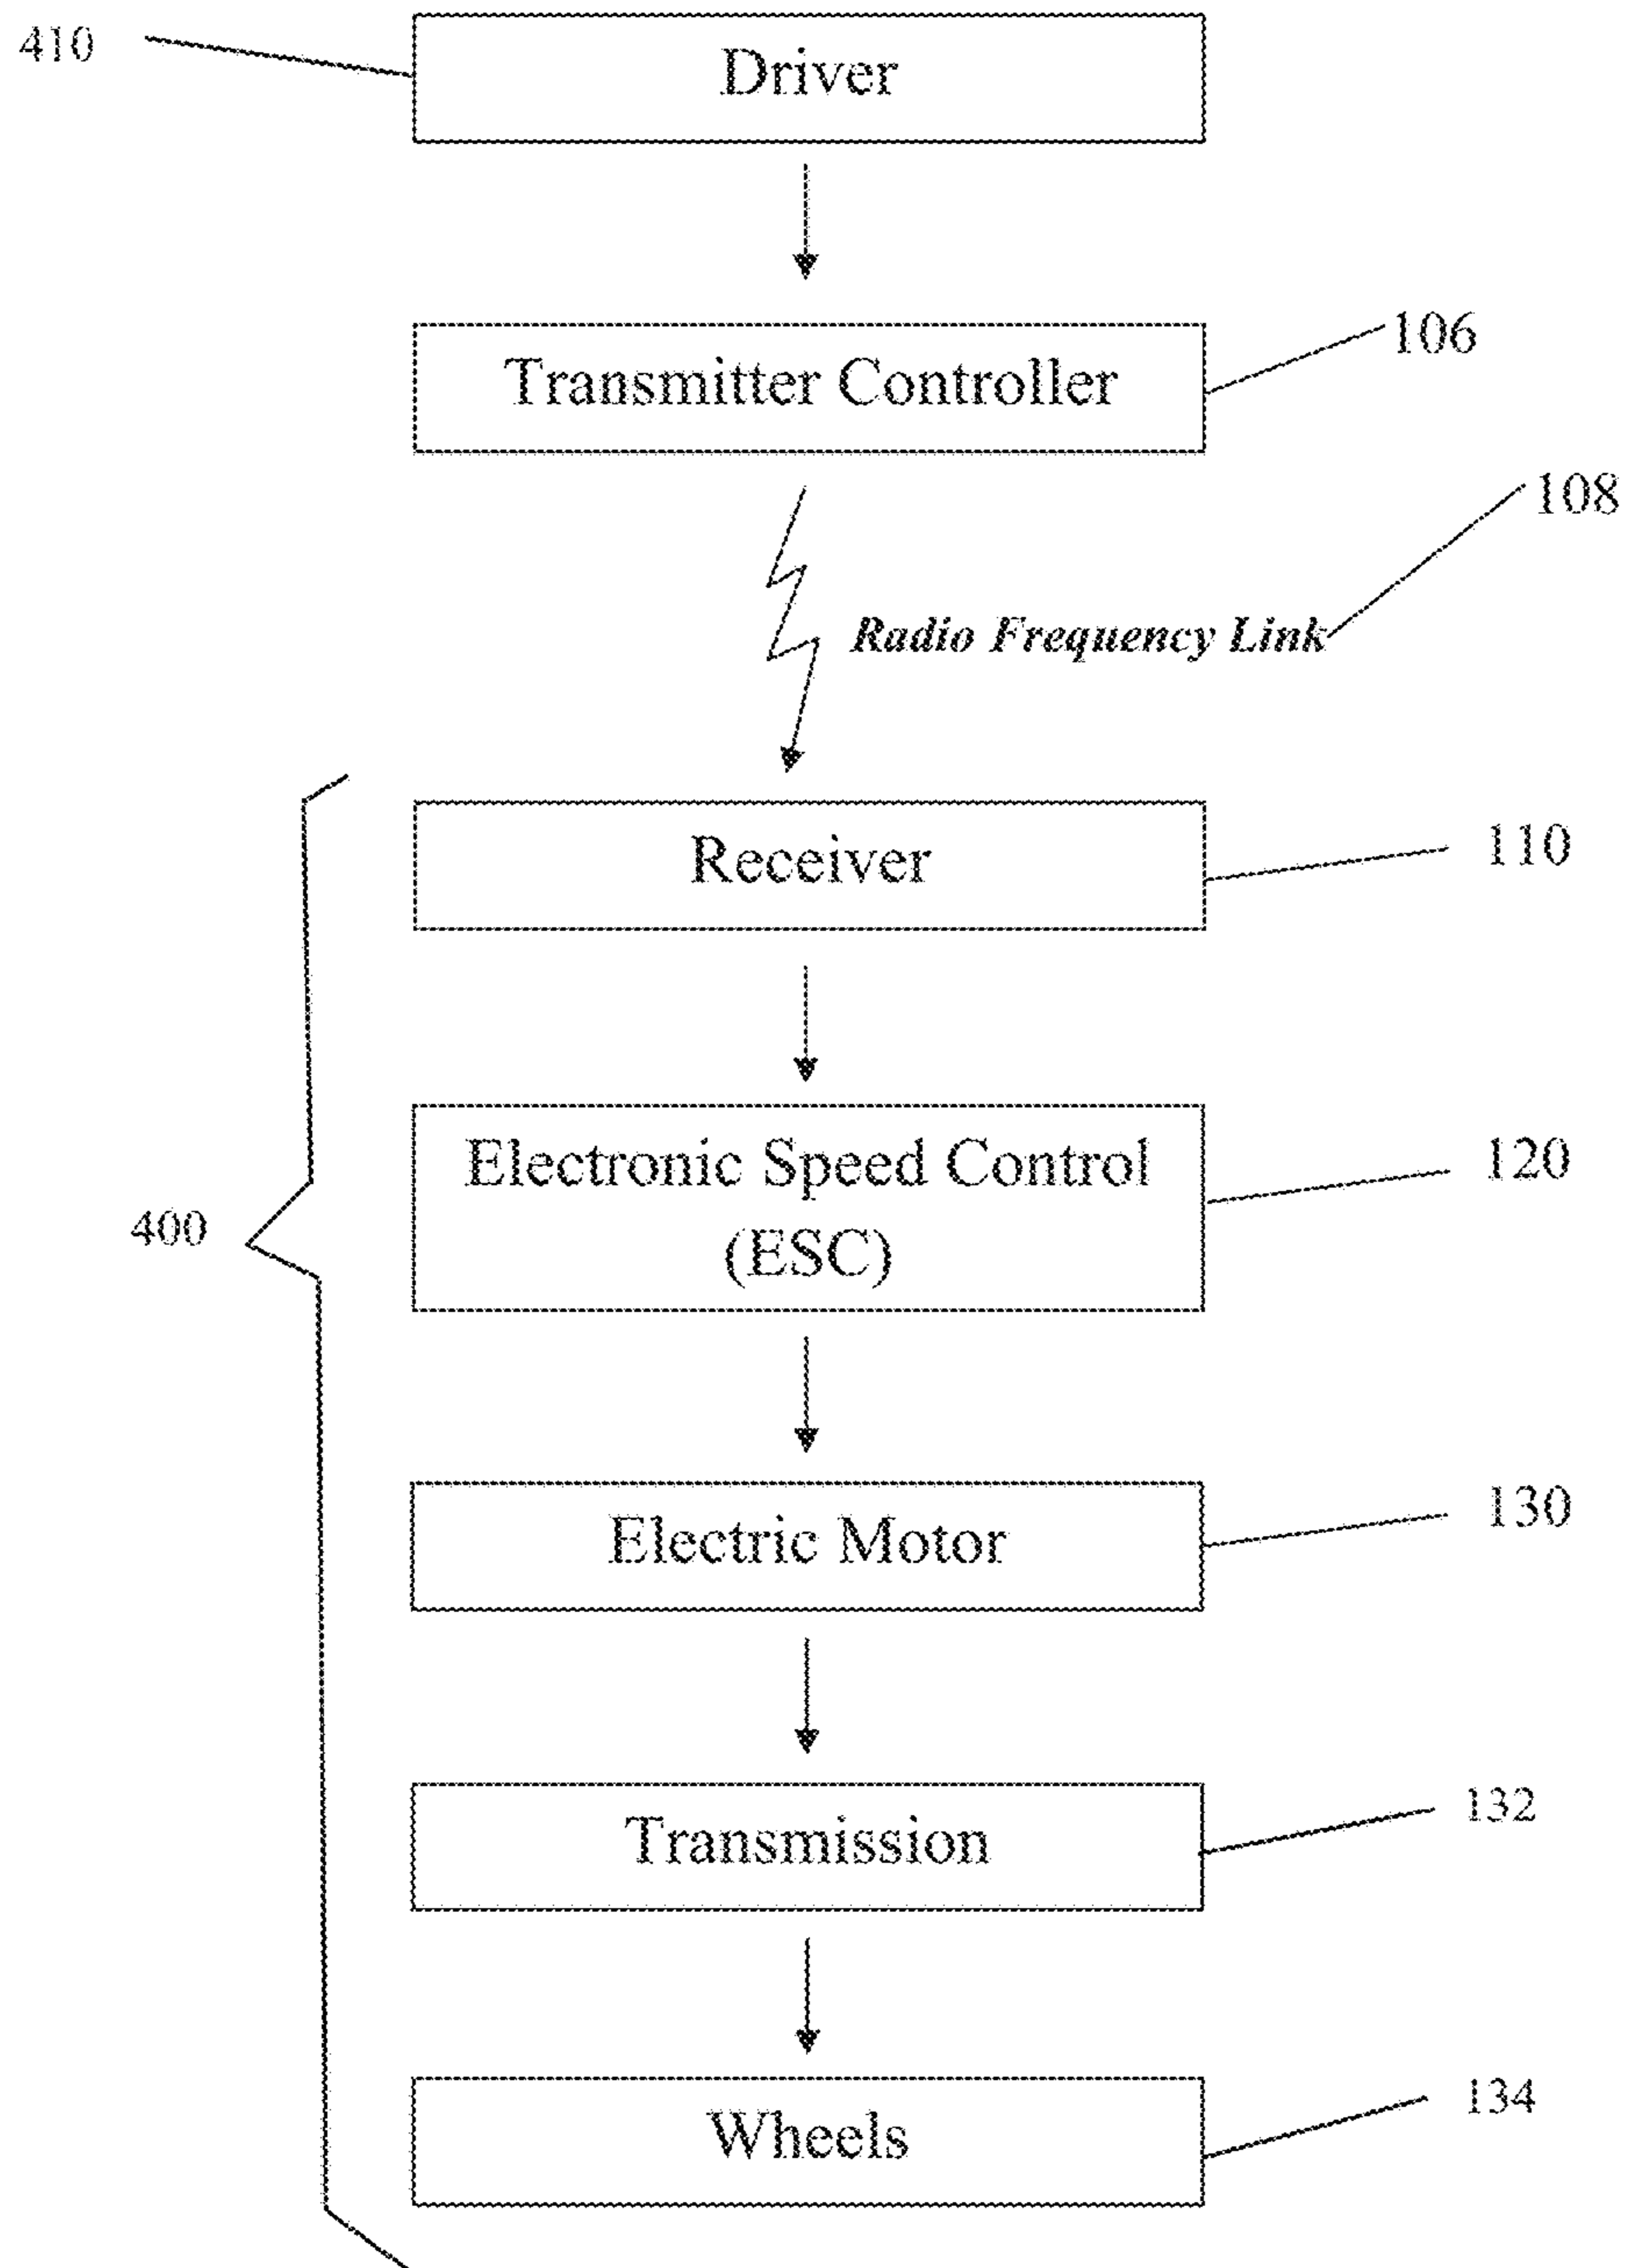 410
Driver
Transmitter Controller
106
108
Radio Frequency Link
Receiver
110
Electronic Speed Control
(ESC)
120
400
Electric Motor
130
Transmission
132
Wheels
134